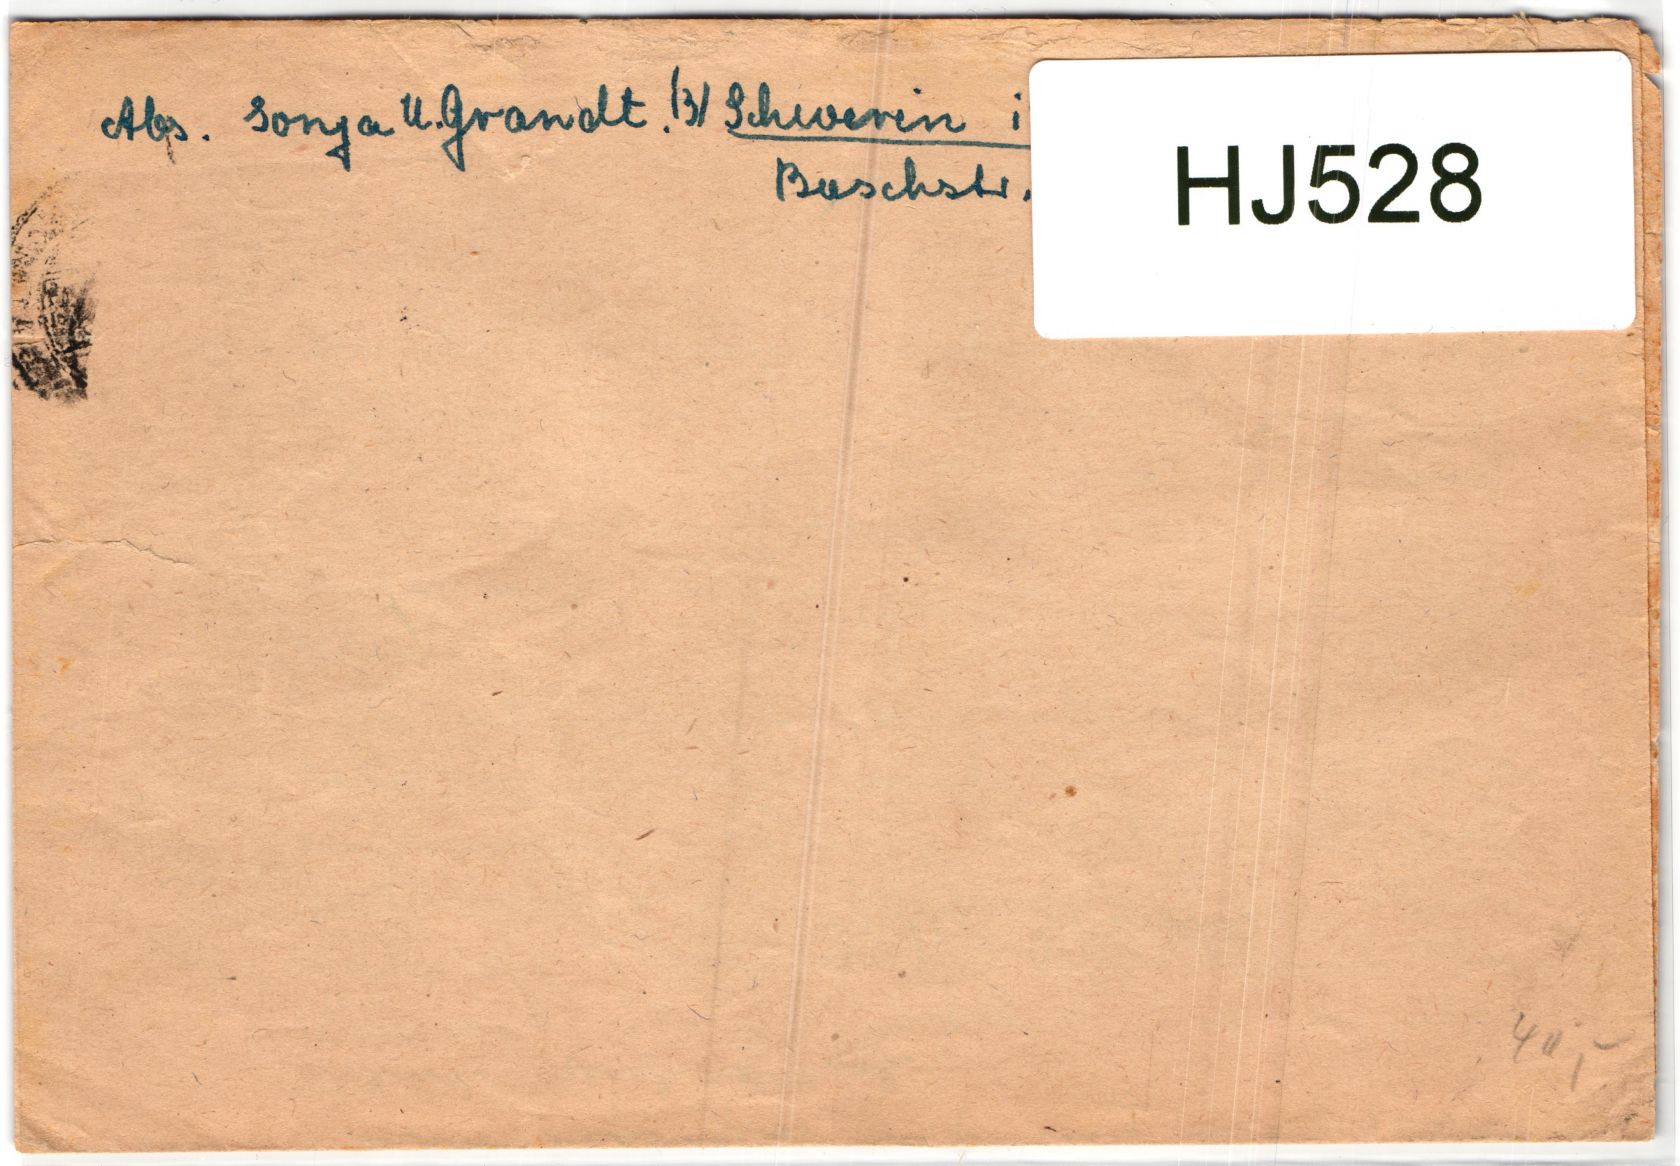 Abs. Sonja U. Grandt. (3) Schwerin i
Buschstr.
HJ528
40,-